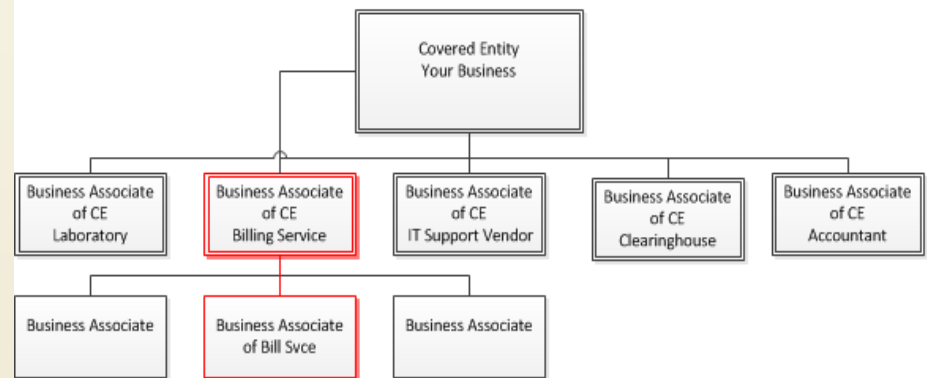 Covered Entity
Your Business
Business Associate
of CE
Laboratory
Business Associate
of CE
Billing Service
Business Associate
of CE
IT Support Vendor
Business Associate
of CE
Clearinghouse
Business Associate
of CE
Accountant
Business Associate
Business Associate
of Bill Svce
Business Associate